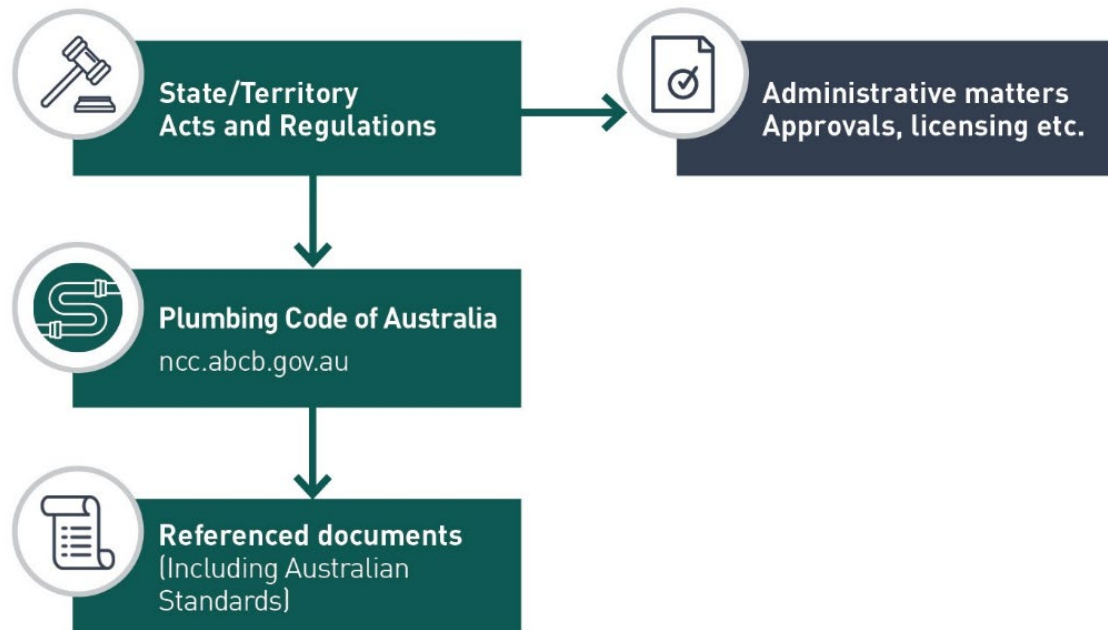 State/Territory
Acts and Regulations
Administrative matters
Approvals, licensing etc.
Plumbing Code of Australia
ncc.abcb.gov.au
Referenced documents
(Including Australian
Standards)